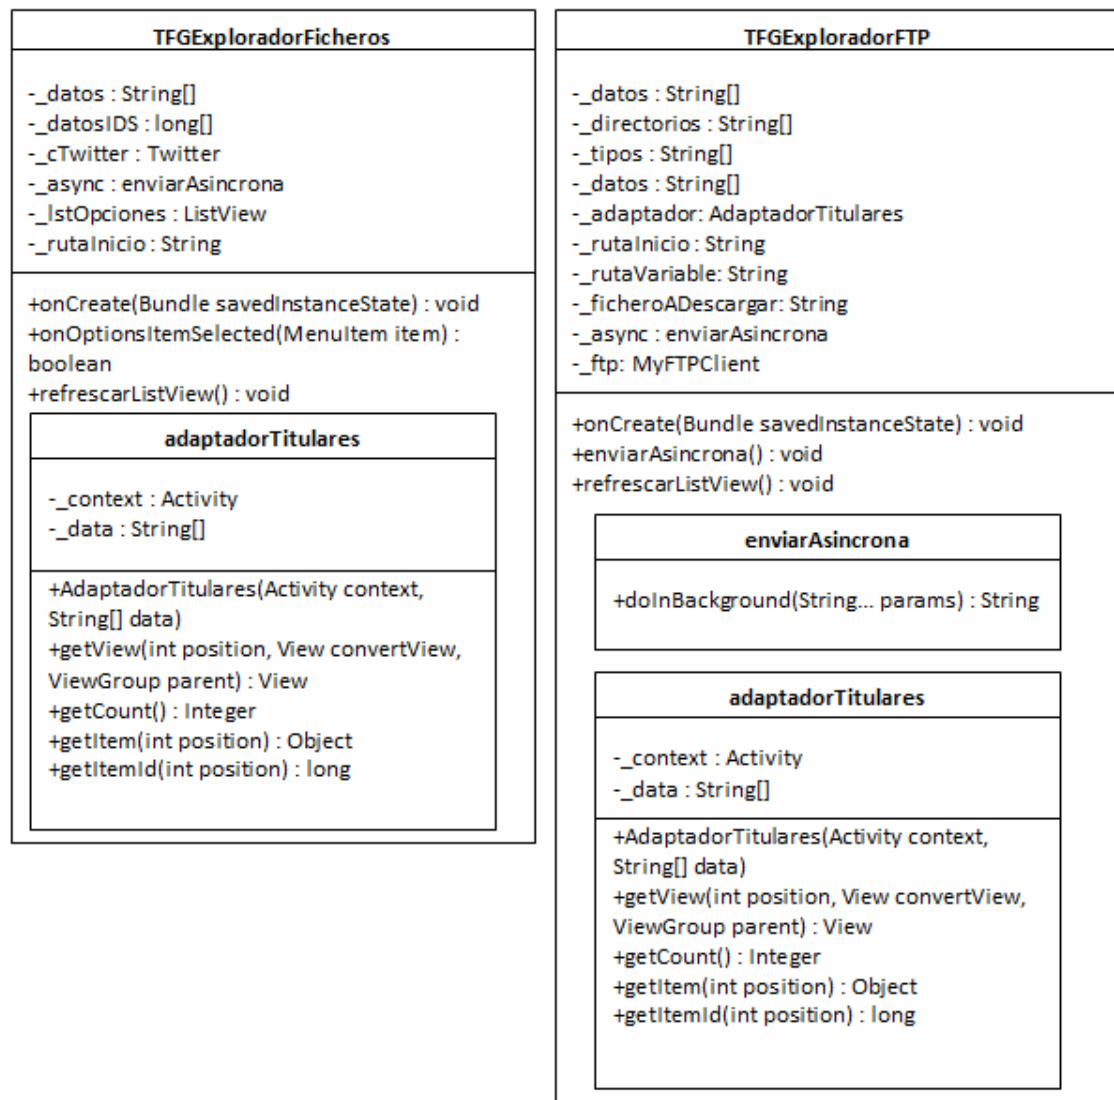 TFGExploradorFicheros
-_datos : String[]
-_datosIDS : long[]
-_cTwitter : Twitter
-_async : enviarAsincrona
-_lstOpciones : ListView
-_rutaInicio : String
+onCreate(Bundle savedInstanceState) : void
+onOptionsItemSelected(MenuItem item) :
boolean
+refrescarListView() : void
adaptadorTitulares
-_context : Activity
-_data : String[]
+AdaptadorTitulares(Activity context,
String[] data)
+getView(int position, View convertView,
ViewGroup parent) : View
+getCount() : Integer
+getItem(int position) : Object
+getItemId(int position) : long
TFGExploradorFTP
-_datos : String[]
-_directorios : String[]
-_tipos : String[]
-_datos : String[]
-_adaptador: AdaptadorTitulares
-_rutaInicio : String
-_rutaVariable: String
-_ficheroADescargar: String
-_async : enviarAsincrona
-_ftp: MyFTPClient
+onCreate(Bundle savedInstanceState) : void
+enviarAsincrona() : void
+refrescarListView() : void
enviarAsincrona
+doInBackground(String... params) : String
adaptadorTitulares
-_context : Activity
-_data : String[]
+AdaptadorTitulares(Activity context,
String[] data)
+getView(int position, View convertView,
ViewGroup parent) : View
+getCount() : Integer
+getItem(int position) : Object
+getItemId(int position) : long